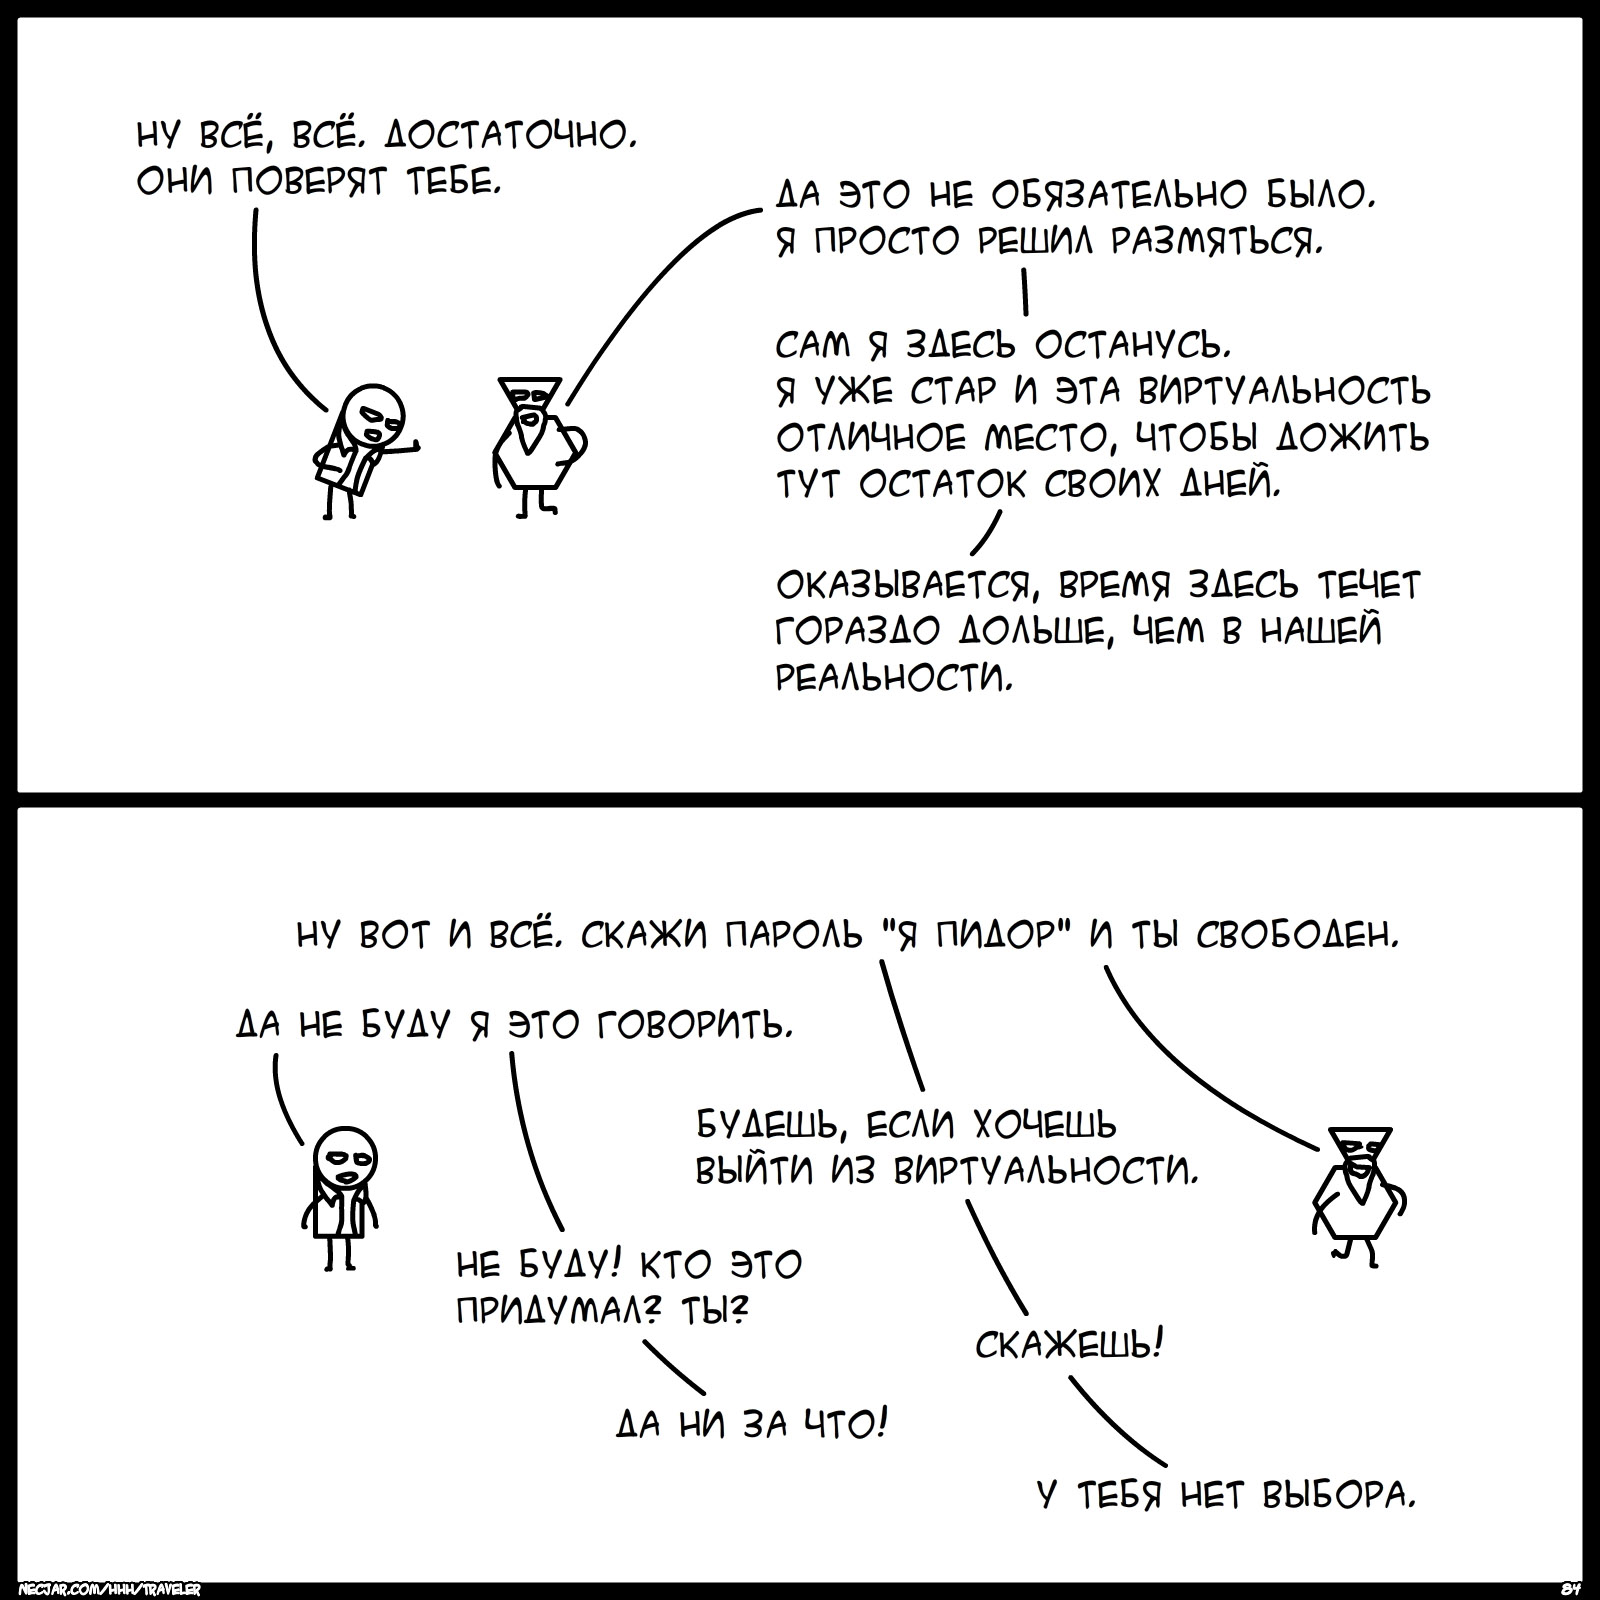 НУ ВСЁ, ВСЁ. ДОСТАТОЧНО.
ОНИ ПОВЕРЯТ ТЕБЕ.
ДА ЭТО НЕ ОБЯЗАТЕЛЬНО БЫЛО.
Я ПРОСТО РЕШИЛ РАЗМЯТЬСЯ.
САМ Я ЗДЕСЬ ОСТАНУСЬ.
Я УЖЕ СТАР И ЭТА ВИРТУАЛЬНОСТЬ
ОТЛИЧНОЕ МЕСТО, ЧТОБЫ ДОЖИТЬ
ТУТ ОСТАТОК СВОИХ ДНЕЙ.
ОКАЗЫВАЕТСЯ, ВРЕМЯ ЗДЕСЬ ТЕЧЕТ
ГОРАЗДО ДОЛЬШЕ, ЧЕМ В НАШЕЙ
РЕАЛЬНОСТИ.
НУ ВОТ И ВСЁ. СКАЖИ ПАРОЛЬ "Я ПИДОР" И ТЫ СВОБОДЕН.
ДА НЕ БУДУ Я ЭТО ГОВОРИТЬ.
БУДЕШЬ, ЕСЛИ ХОЧЕШЬ
ВЫЙТИ ИЗ ВИРТУАЛЬНОСТИ.
НЕ БУДУ! КТО ЭТО
ПРИДУМАЛ? ТЫ?
СКАЖЕШЬ!
ДА НИ ЗА ЧТО!
У ТЕБЯ НЕТ ВЫБОРА.
NECJAR.COM/HHH/TRAVELER
84